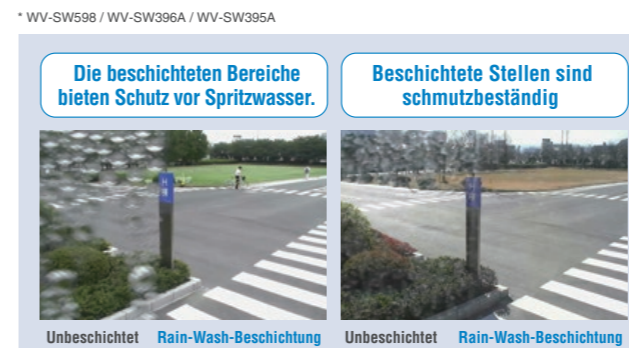 * WV-SW598 / WV-SW396A / WV-SW395A
Die beschichteten Bereiche
bieten Schutz vor Spritzwasser.
Beschichtete Stellen sind
schmutzbeständig
Unbeschichtet Rain-Wash-Beschichtung
Unbeschichtet Rain-Wash-Beschichtung